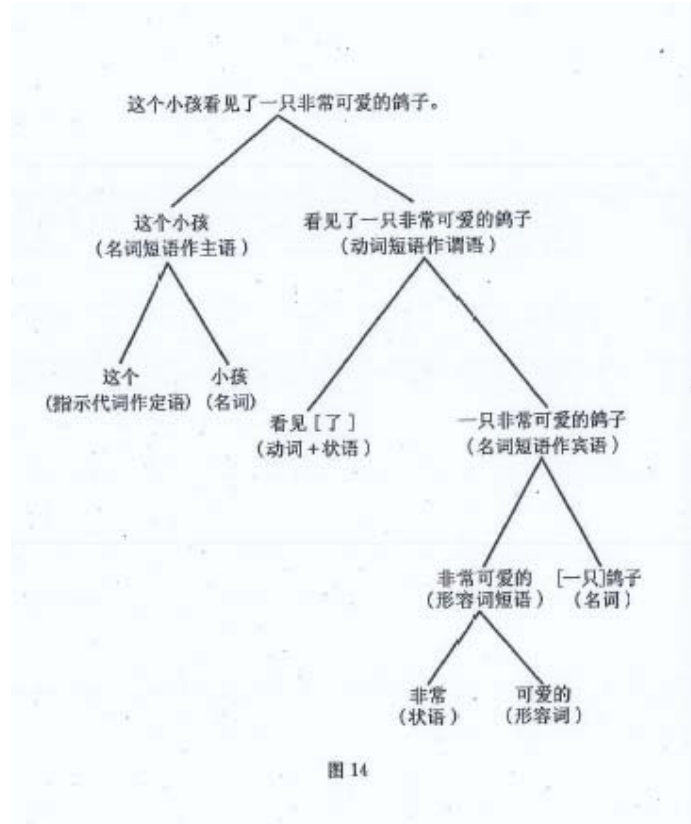 这个小孩看见了一只非常可爱的鸽子。
这个小孩
(名词短语作主语)
看见了一只非常可爱的鸽子
(动词短语作谓语)
这个
(指示代词作定语)
小孩
(名词)
看见[了]
(动词+状语)
一只非常可爱的鸽子
(名词短语作宾语)
非常可爱的
(形容词短语)
[一只]鸽子
(名词)
非常
(状语)
可爱的
(形容词)
图 14